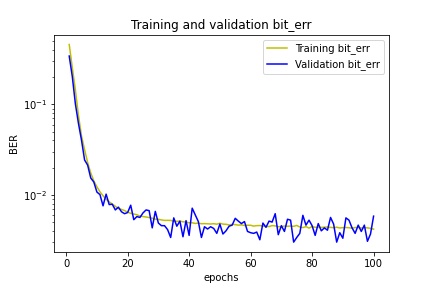 Training and validation bit_err
Training bit_err
Validation bit_err
10⁻¹
10⁻²
BER
0
20
40
60
80
100
epochs